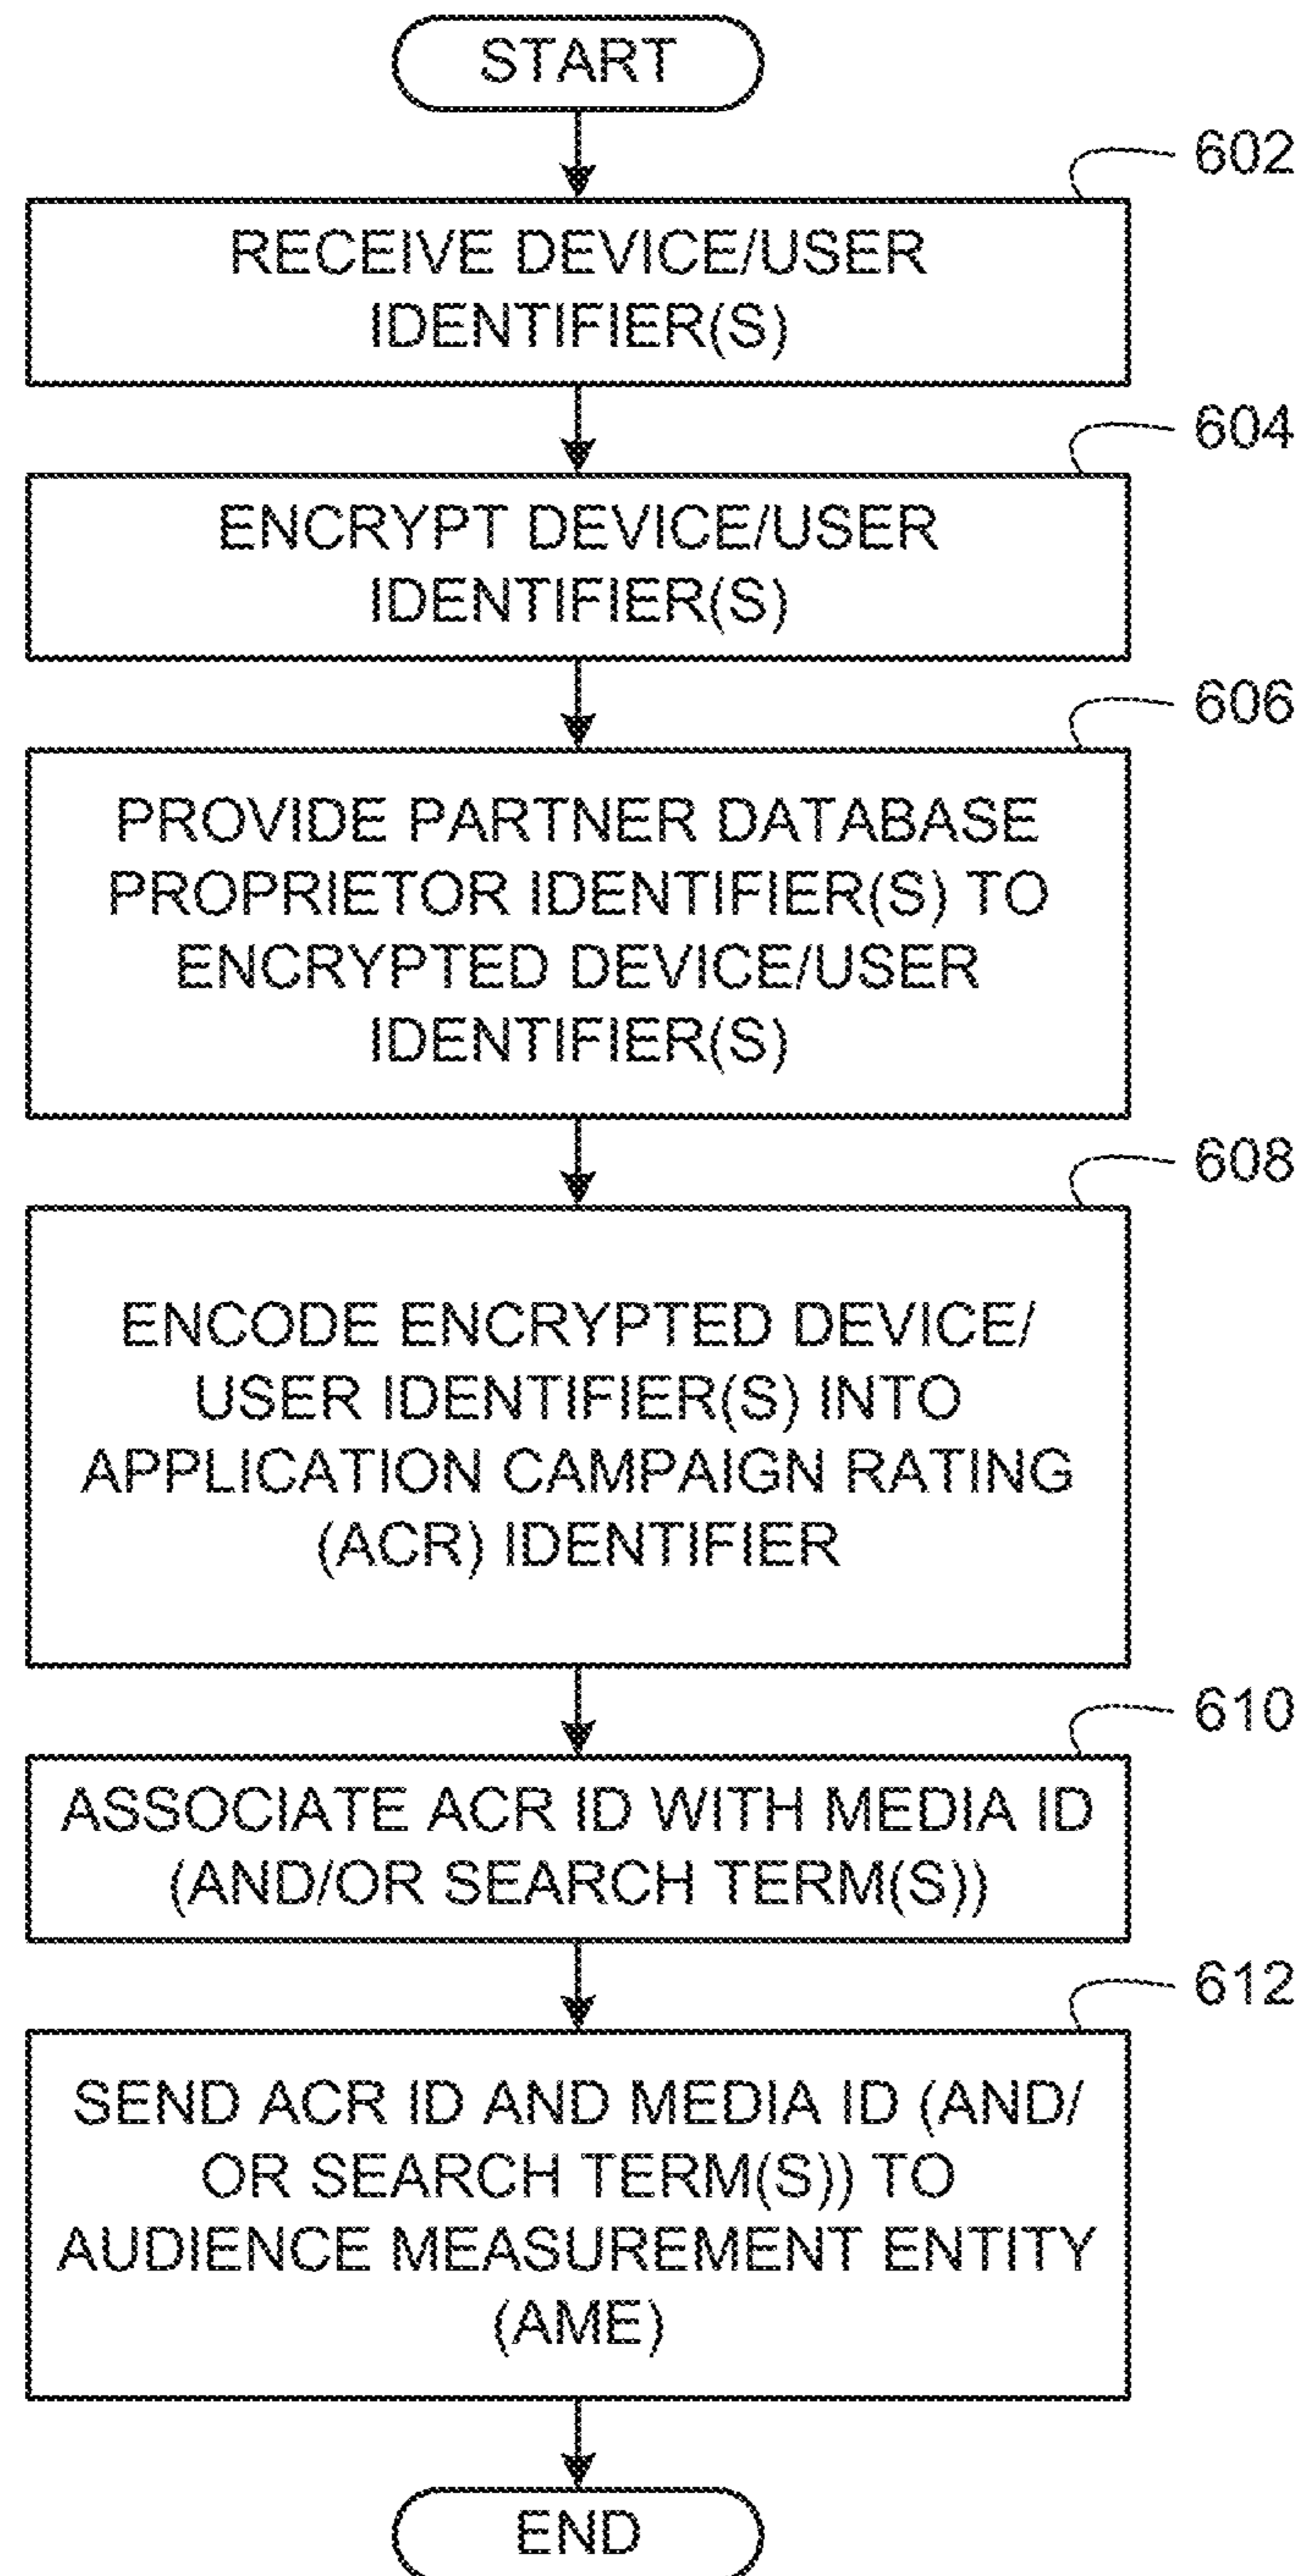 START
602
RECEIVE DEVICE/USER
IDENTIFIER(S)
604
ENCRYPT DEVICE/USER
IDENTIFIER(S)
606
PROVIDE PARTNER DATABASE
PROPRIETOR IDENTIFIER(S) TO
ENCRYPTED DEVICE/USER
IDENTIFIER(S)
608
ENCODE ENCRYPTED DEVICE/
USER IDENTIFIER(S) INTO
APPLICATION CAMPAIGN RATING
(ACR) IDENTIFIER
610
ASSOCIATE ACR ID WITH MEDIA ID
(AND/OR SEARCH TERM(S))
612
SEND ACR ID AND MEDIA ID (AND/
OR SEARCH TERM(S)) TO
AUDIENCE MEASUREMENT ENTITY
(AME)
END